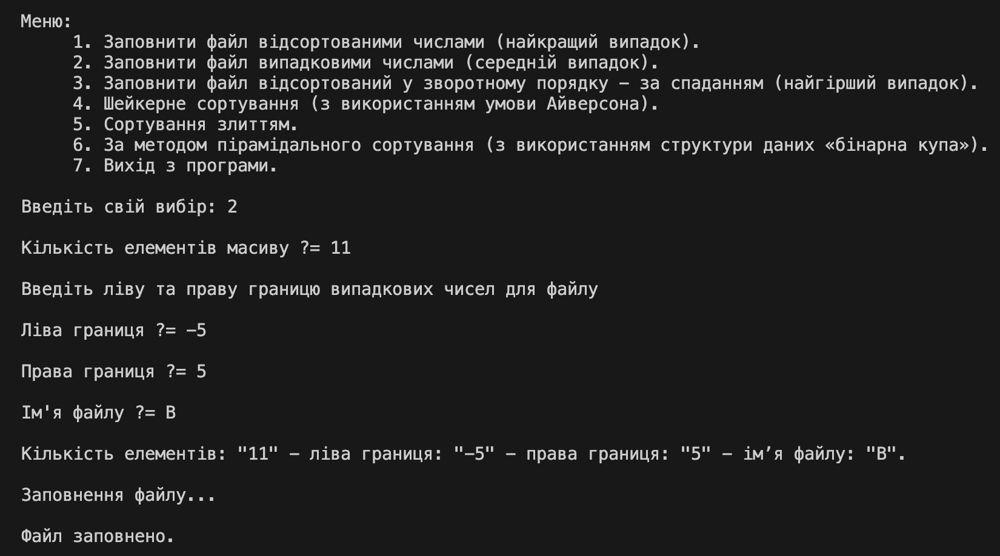 Меню:
1. Заповнити файл відсортованими числами (найкращий випадок).
2. Заповнити файл випадковими числами (середній випадок).
3. Заповнити файл відсортований у зворотному порядку – за спаданням (найгірший випадок).
4. Шейкерне сортування (з використанням умови Айверсона).
5. Сортування злиттям.
6. За методом пірамідального сортування (з використанням структури даних «бінарна купа»).
7. Вихід з програми.
Введіть свій вибір: 2
Кількість елементів масиву ?= 11
Введіть ліву та праву границю випадкових чисел для файлу
Ліва границя ?= -5
Права границя ?= 5
Ім'я файлу ?= B
Кількість елементів: "11" – ліва границя: "-5" – права границя: "5" – ім’я файлу: "B".
Заповнення файлу...
Файл заповнено.